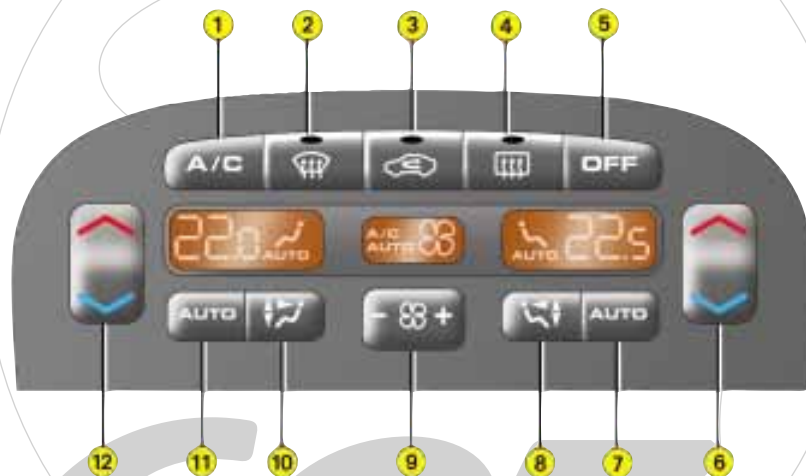 1 2 3 4 5
A/C OFF
22.0 AUTO A/C AUTO AUTO 22.5
AUTO - + AUTO
12 11 10 9 8 7 6